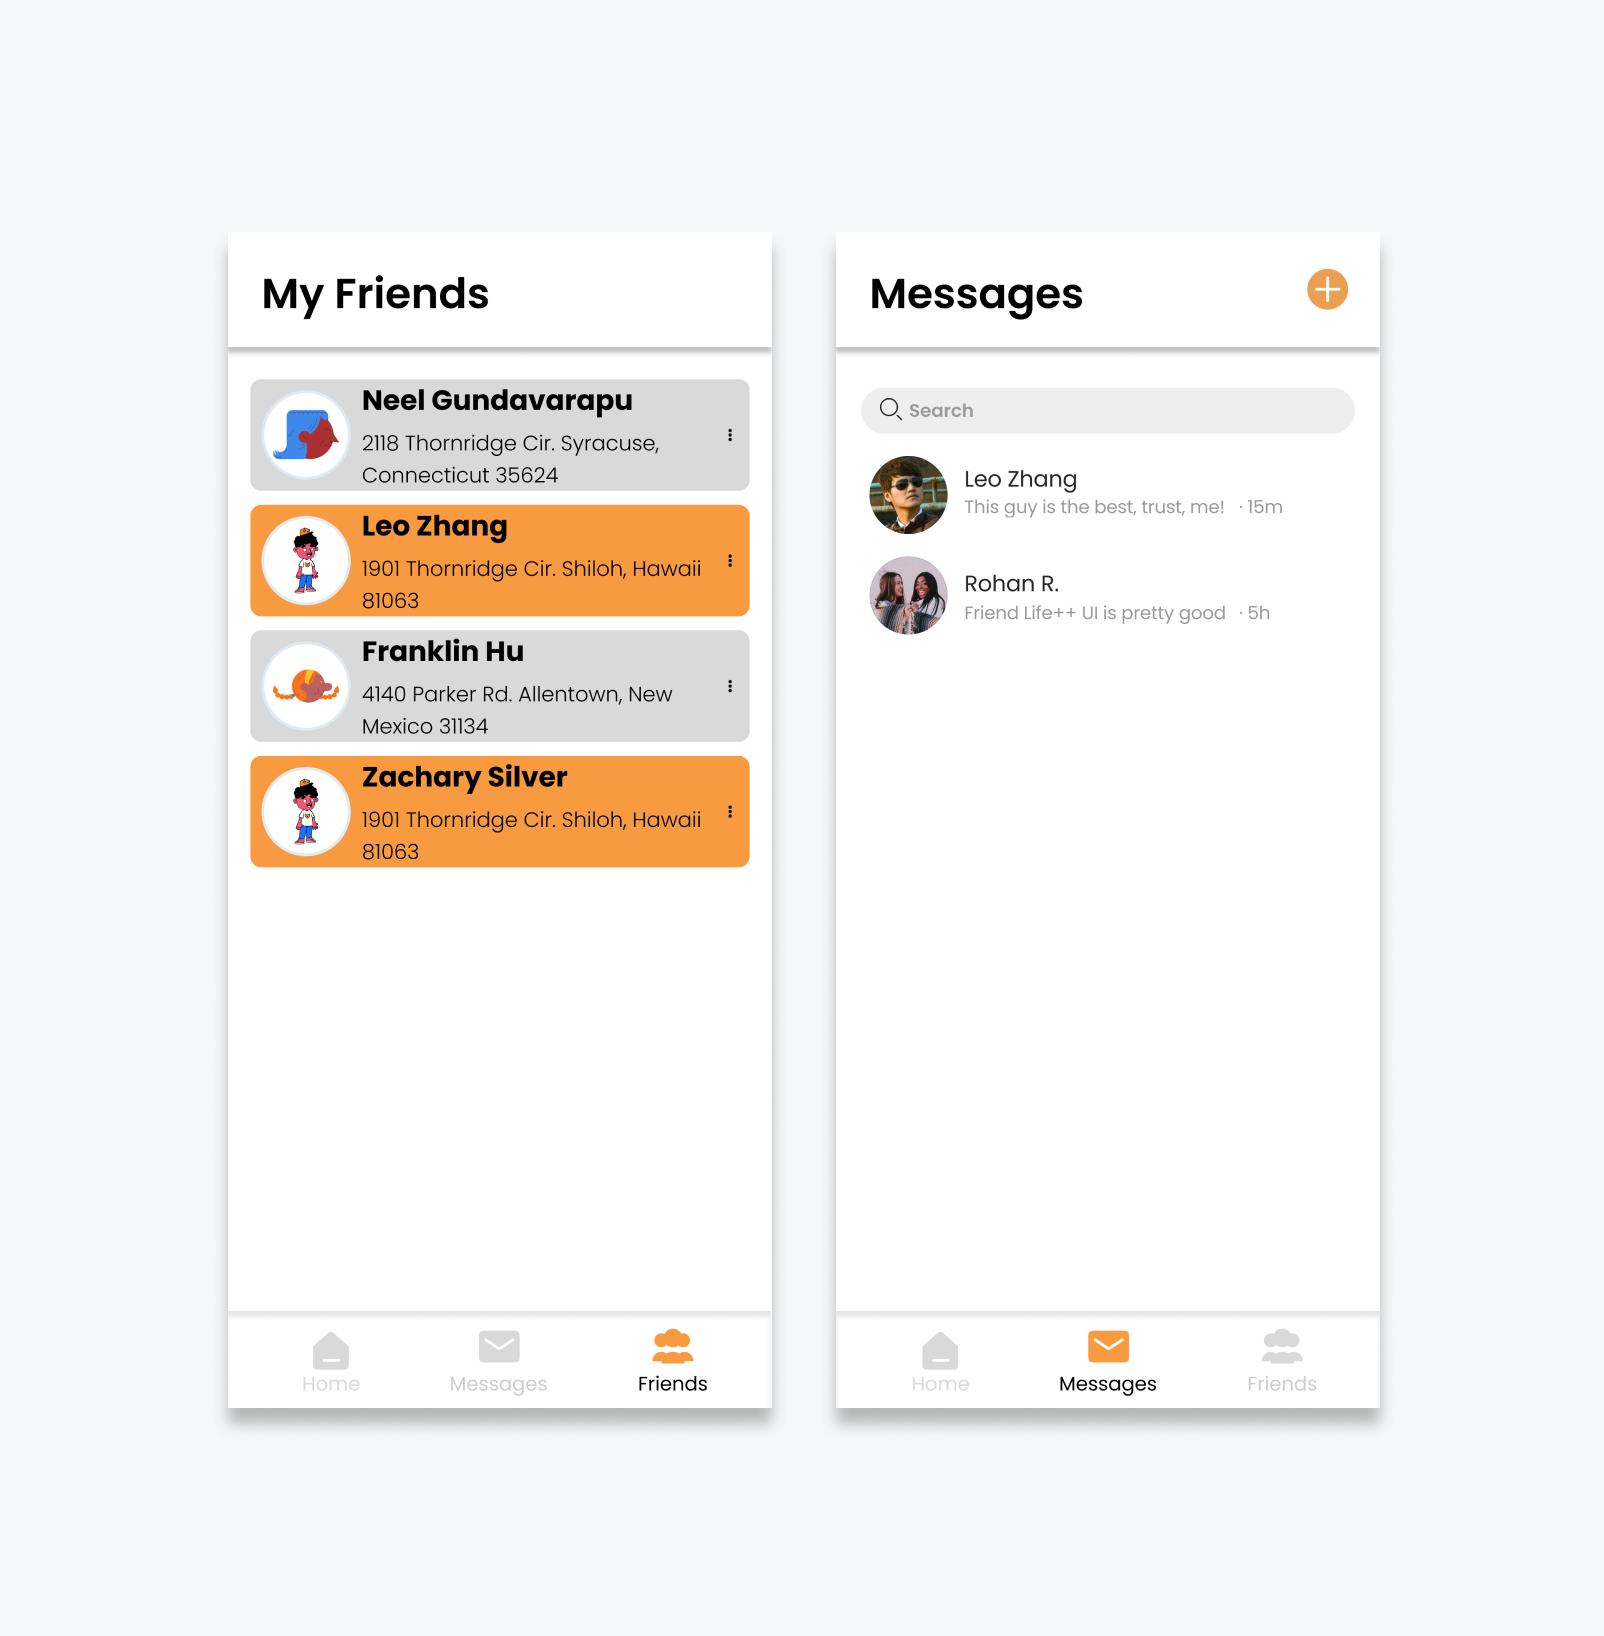 My Friends
Neel Gundavarapu
2118 Thornridge Cir. Syracuse,
Connecticut 35624
Leo Zhang
1901 Thornridge Cir. Shiloh, Hawaii
81063
Franklin Hu
4140 Parker Rd. Allentown, New
Mexico 31134
Zachary Silver
1901 Thornridge Cir. Shiloh, Hawaii
81063
Home Messages Friends
Messages
Search
Leo Zhang
This guy is the best, trust, me! · 15m
Rohan R.
Friend Life++ UI is pretty good · 5h
Home Messages Friends